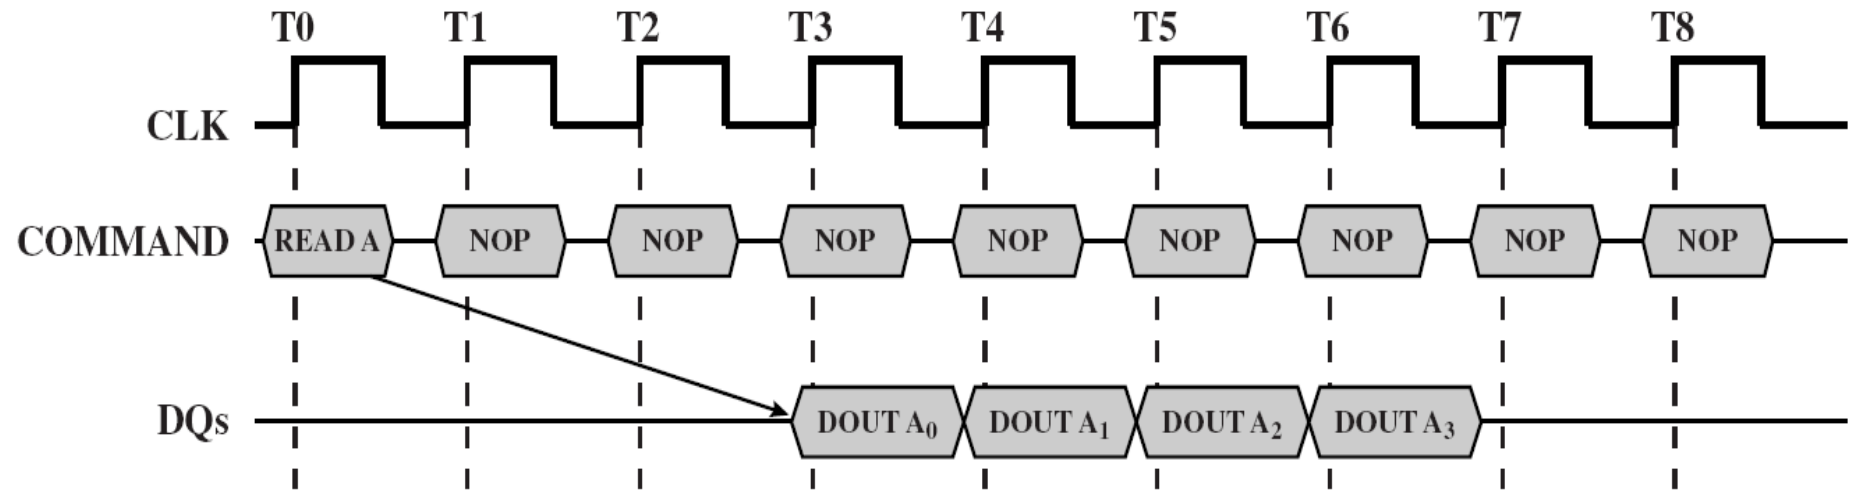 T0 T1 T2 T3 T4 T5 T6 T7 T8
CLK
COMMAND READ A NOP NOP NOP NOP NOP NOP NOP NOP
DQs DOUT A0 DOUT A1 DOUT A2 DOUT A3